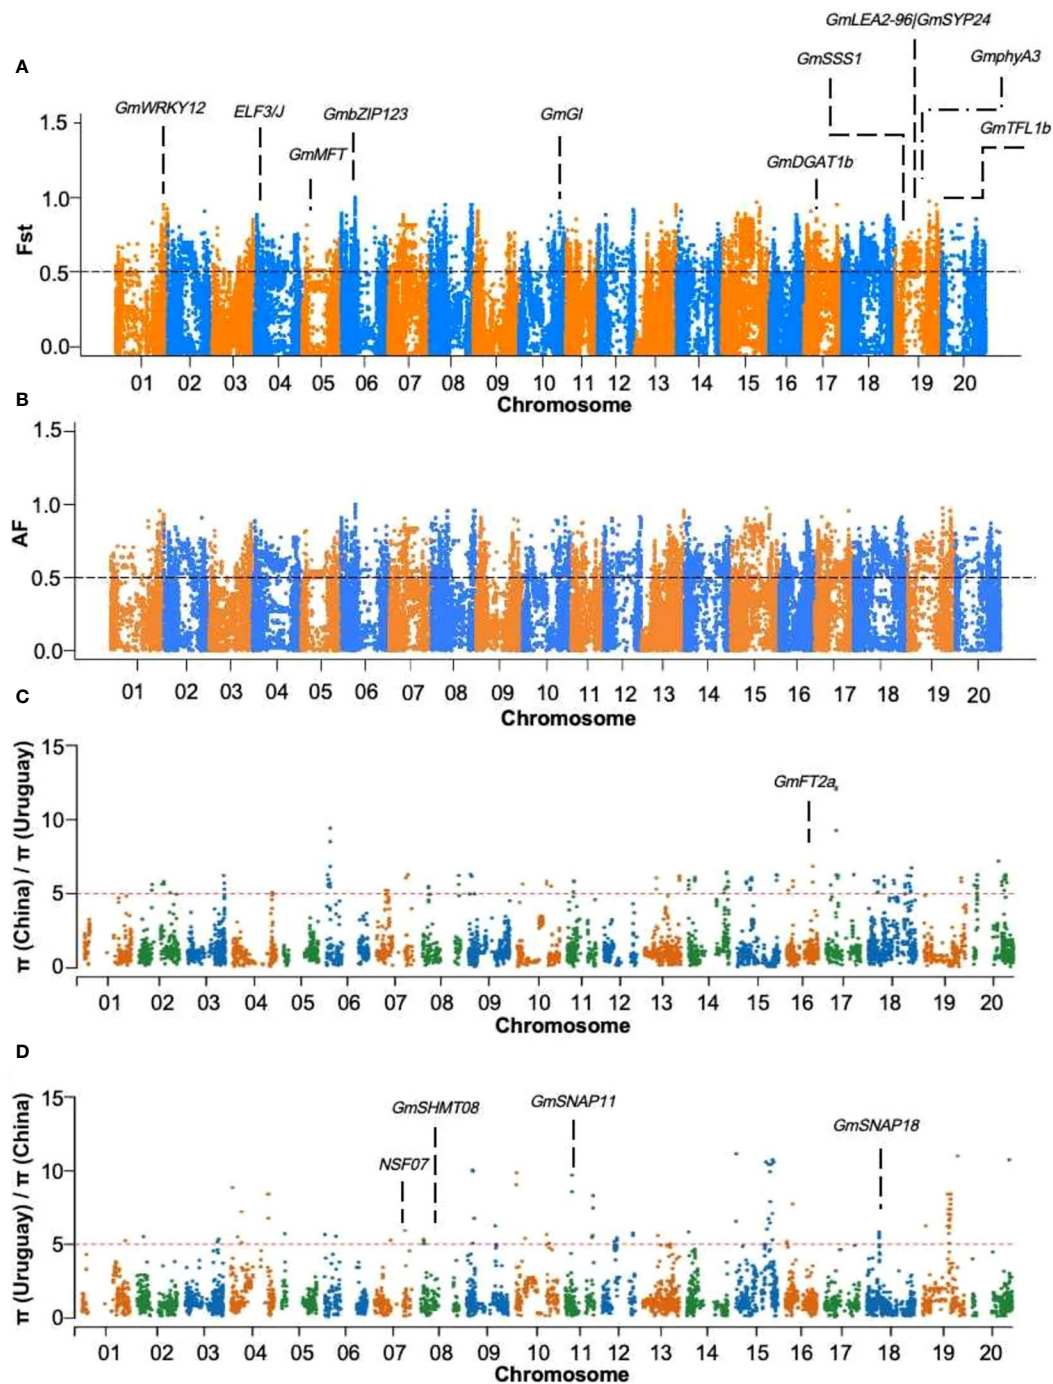 A
GmLEA2-96|GmSYP24
GmSSS1
GmphyA3
GmWRKY12
ELF3/J
GmbZIP123
GmGI
GmTFL1b
GmMFT
GmDGAT1b
1.5
1.0
0.5
0.0
Fst
01 02 03 04 05 06 07 08 09 10 11 12 13 15 16 17 18 19 20
Chromosome
B
1.5
1.0
0.5
0.0
AF
01 02 03 04 05 06 07 08 09 10 11 12 13 14 15 16 17 18 19 20
Chromosome
C
15
10
5
0
π (China) / π (Uruguay)
GmFT2a
01 02 03 04 05 06 07 08 09 10 11 12 13 14 15 16 17 18 19 20
Chromosome
D
15
10
5
0
π (Uruguay) / π (China)
GmSHMT08
GmSNAP11
GmSNAP18
NSF07
01 02 03 04 05 06 07 08 09 10 11 12 13 14 15 16 17 18 19 20
Chromosome